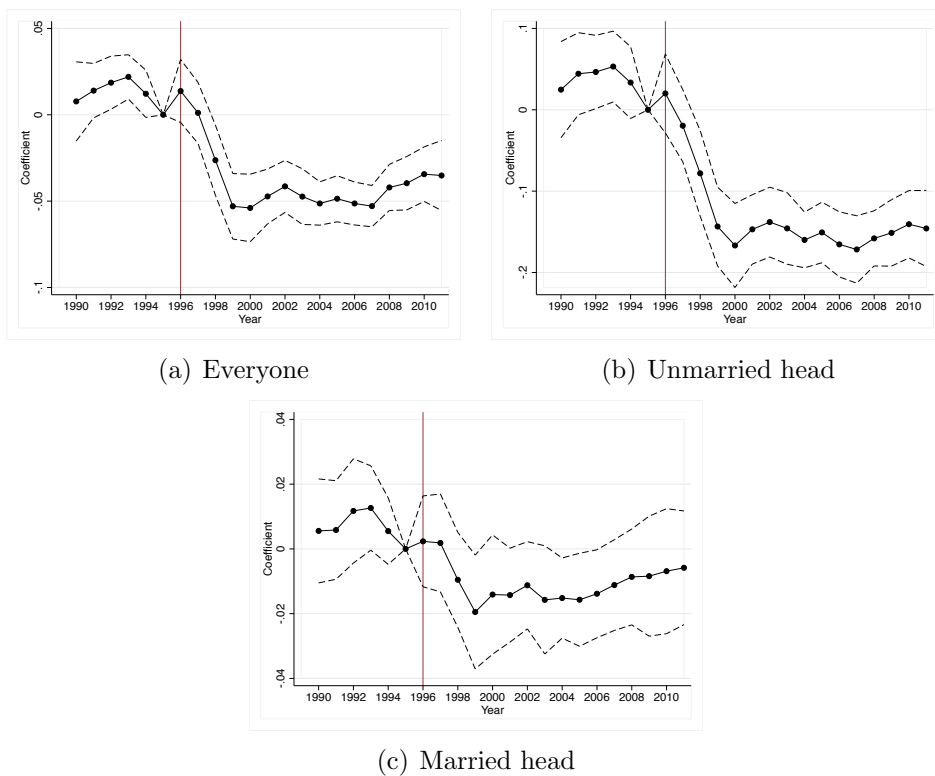 .05
0
-.05
-.1
Coefficient
1990 1992 1994 1996 1998 2000 2002 2004 2006 2008 2010
Year
(a) Everyone
.1
0
-.1
-.2
Coefficient
1990 1992 1994 1996 1998 2000 2002 2004 2006 2008 2010
Year
(b) Unmarried head
.04
.02
0
-.02
-.04
Coefficient
1990 1992 1994 1996 1998 2000 2002 2004 2006 2008 2010
Year
(c) Married head